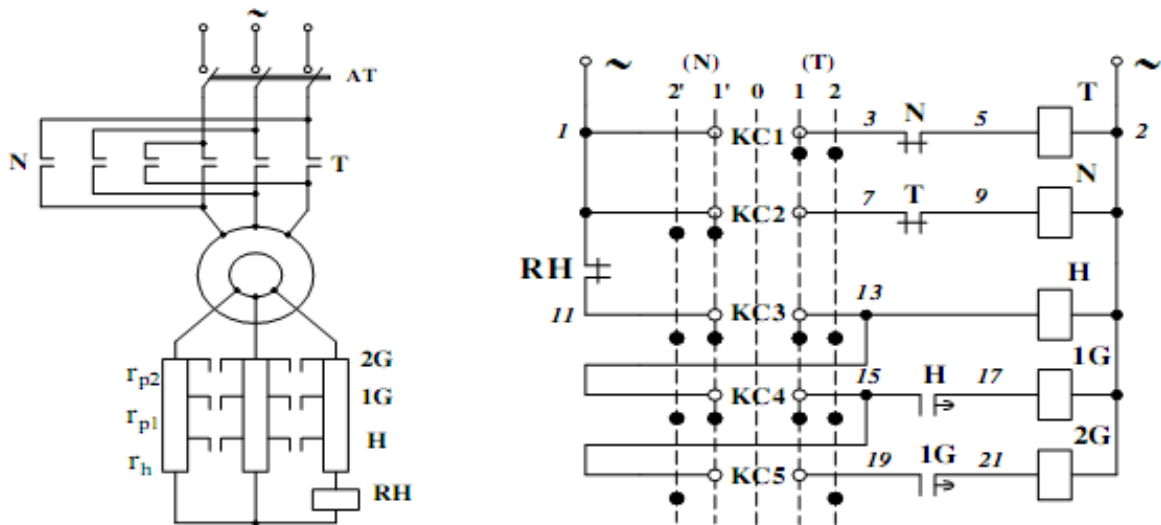 ~
AT
N T
2G
r_p2
1G
r_p1
H
r_h
RH
~ (N) (T) ~
2' 1' 0 1 2 T
1 KC1 3 N 5 2
N
KC2 7 T 9
RH
H
11 KC3 13
1G
KC4 15 H 17
2G
KC5 19 1G 21